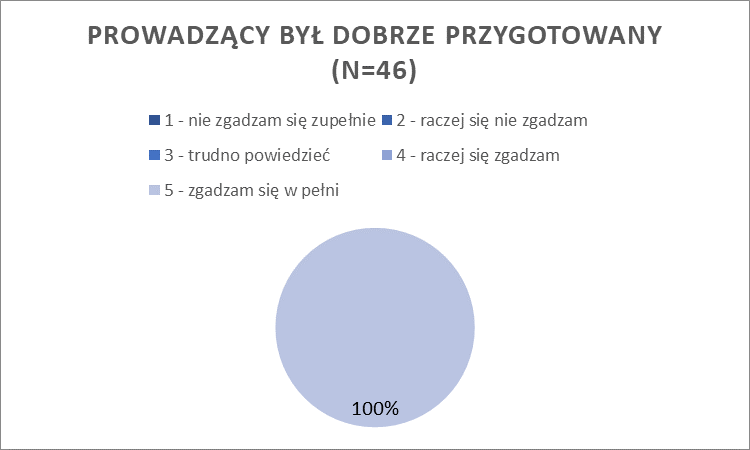 PROWADZĄCY BYŁ DOBRZE PRZYGOTOWANY
(N=46)
1 - nie zgadzam się zupełnie 2 - raczej się nie zgadzam
3 - trudno powiedzieć 4 - raczej się zgadzam
5 - zgadzam się w pełni
100%